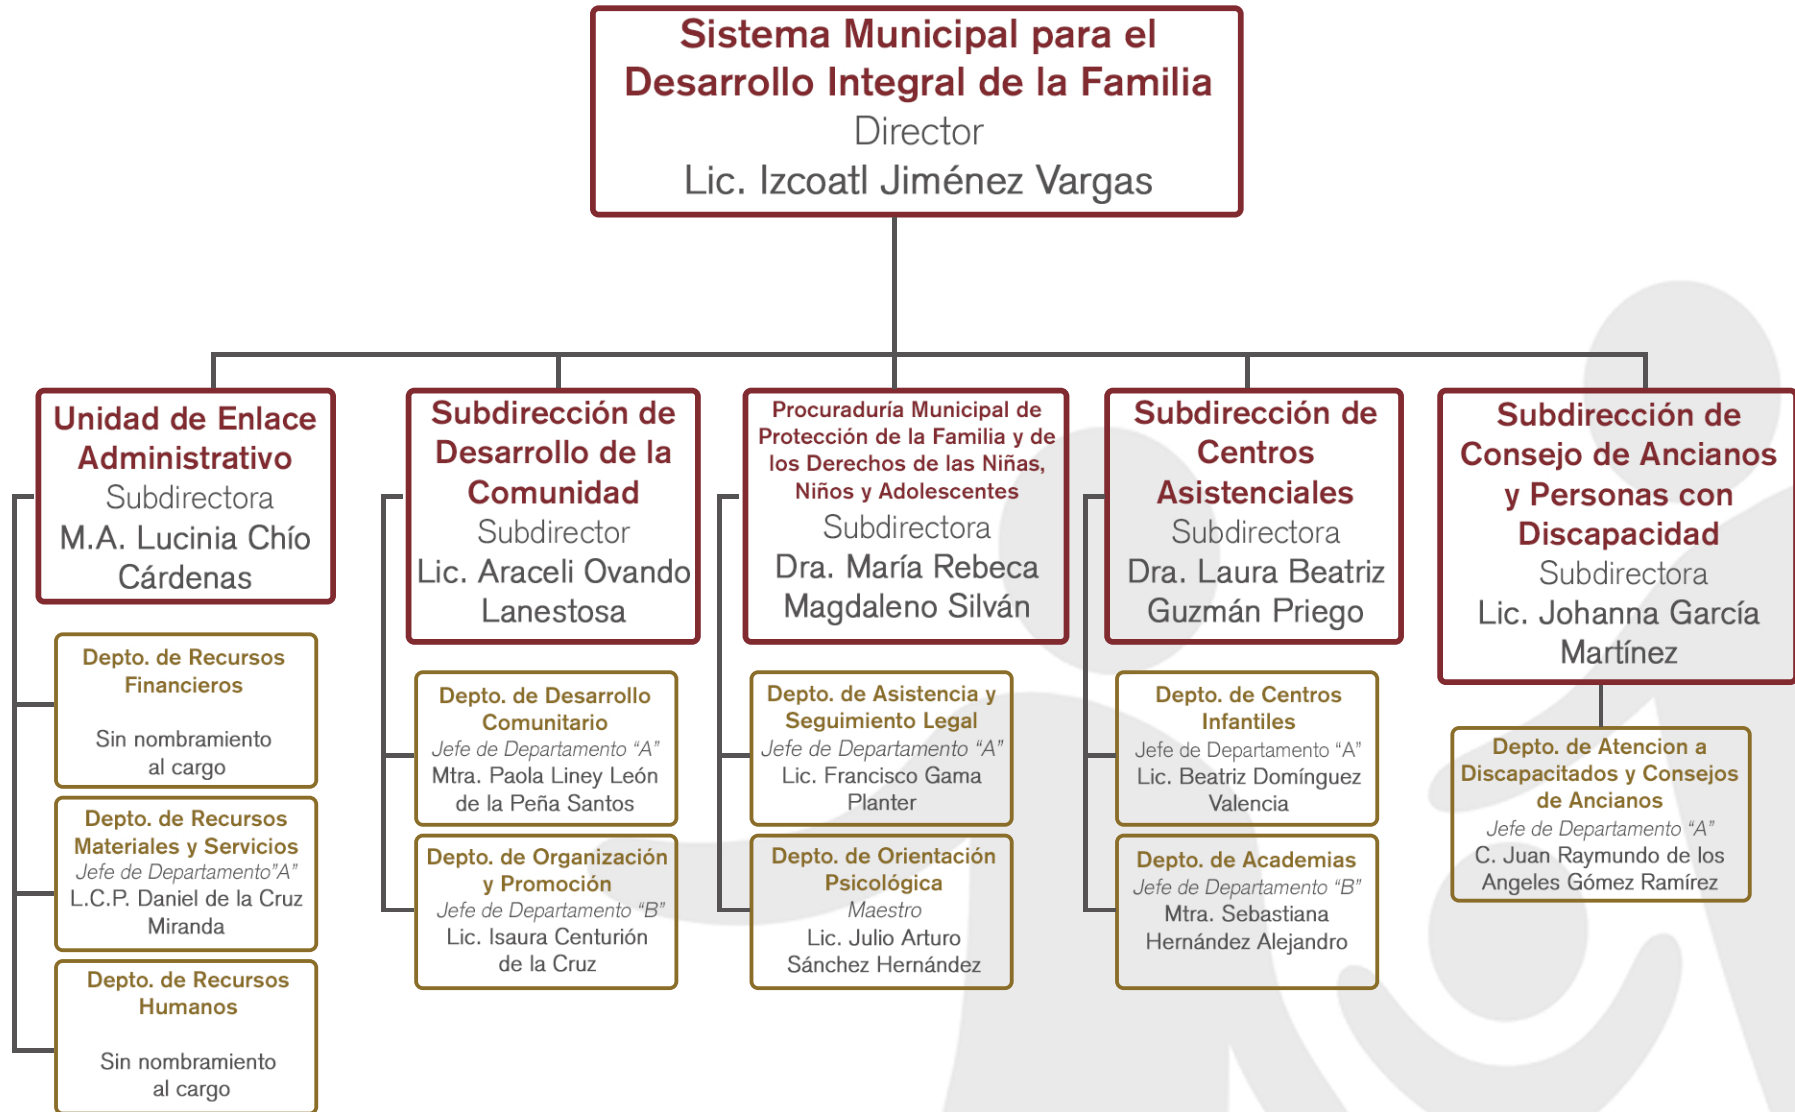 Sistema Municipal para el
Desarrollo Integral de la Familia
Director
Lic. Izcoatl Jiménez Vargas
Unidad de Enlace
Administrativo
Subdirectora
M.A. Lucinia Chío
Cárdenas
Depto. de Recursos
Financieros
Sin nombramiento
al cargo
Depto. de Recursos
Materiales y Servicios
Jefe de Departamento"A"
L.C.P. Daniel de la Cruz
Miranda
Depto. de Recursos
Humanos
Sin nombramiento
al cargo
Subdirección de
Desarrollo de la
Comunidad
Subdirector
Lic. Araceli Ovando
Lanestosa
Depto. de Desarrollo
Comunitario
Jefe de Departamento “A”
Mtra. Paola Liney León
de la Peña Santos
Depto. de Organización
y Promoción
Jefe de Departamento “B”
Lic. Isaura Centurión
de la Cruz
Procuraduría Municipal de
Protección de la Familia y de
los Derechos de las Niñas,
Niños y Adolescentes
Subdirectora
Dra. María Rebeca
Magdaleno Silván
Depto. de Asistencia y
Seguimiento Legal
Jefe de Departamento “A”
Lic. Francisco Gama
Planter
Depto. de Orientación
Psicológica
Maestro
Lic. Julio Arturo
Sánchez Hernández
Subdirección de
Centros
Asistenciales
Subdirectora
Dra. Laura Beatriz
Guzmán Priego
Depto. de Centros
Infantiles
Jefe de Departamento “A”
Lic. Beatriz Domínguez
Valencia
Depto. de Academias
Jefe de Departamento “B”
Mtra. Sebastiana
Hernández Alejandro
Subdirección de
Consejo de Ancianos
y Personas con
Discapacidad
Subdirectora
Lic. Johanna García
Martínez
Depto. de Atencion a
Discapacitados y Consejos
de Ancianos
Jefe de Departamento “A”
C. Juan Raymundo de los
Angeles Gómez Ramírez